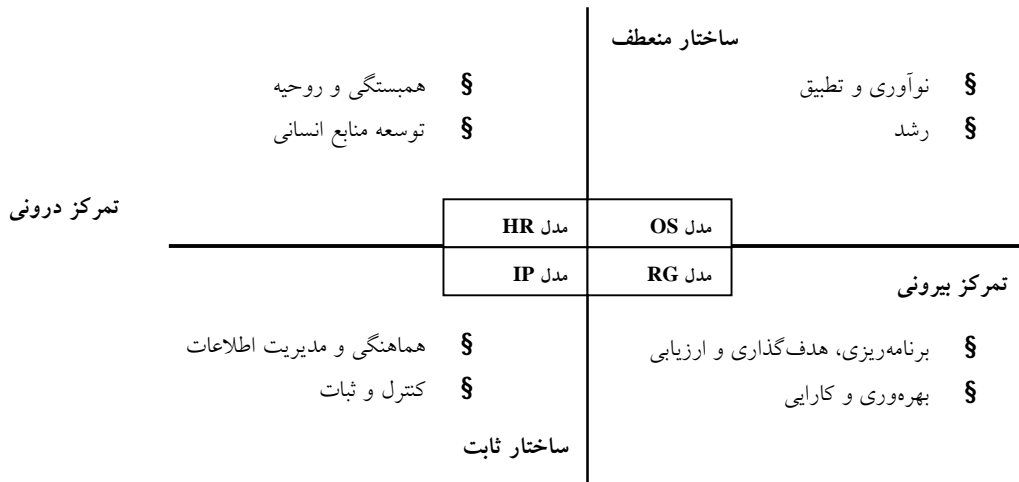 ساختار منعطف
§ نوآوری و تطبیق
§ رشد
§ همبستگی و روحیه
§ توسعه منابع انسانی
تمرکز درونی
مدل OS
مدل HR
مدل RG
مدل IP
تمرکز بیرونی
§ برنامه‌ریزی، هدف‌گذاری و ارزیابی
§ بهره‌وری و کارایی
§ هماهنگی و مدیریت اطلاعات
§ کنترل و ثبات
ساختار ثابت